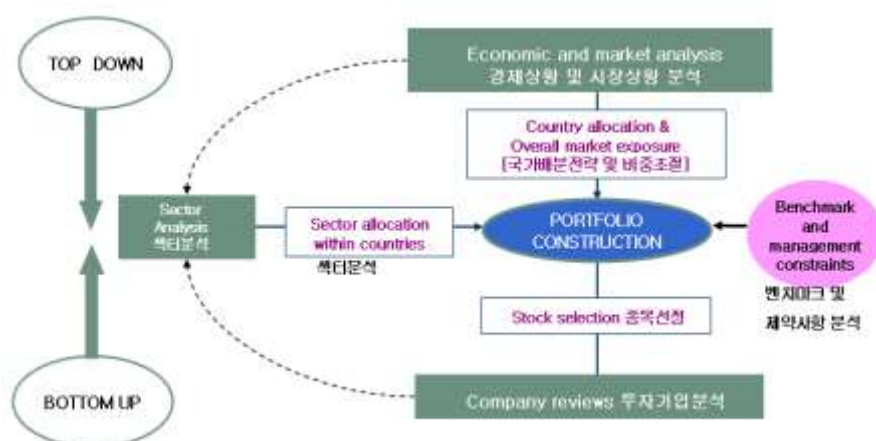 TOP DOWN
Economic and market analysis
경제상황 및 시장상황 분석
Country allocation &
Overall market exposure
[국가배분전략 및 비중조절]
Sector
Analysis
섹터분석
Sector allocation
within countries
섹터분석
PORTFOLIO
CONSTRUCTION
Benchmark
and
management
constraints
벤치마크 및
제약사항 분석
Stock selection 종목선정
BOTTOM UP
Company reviews 투자기업분석